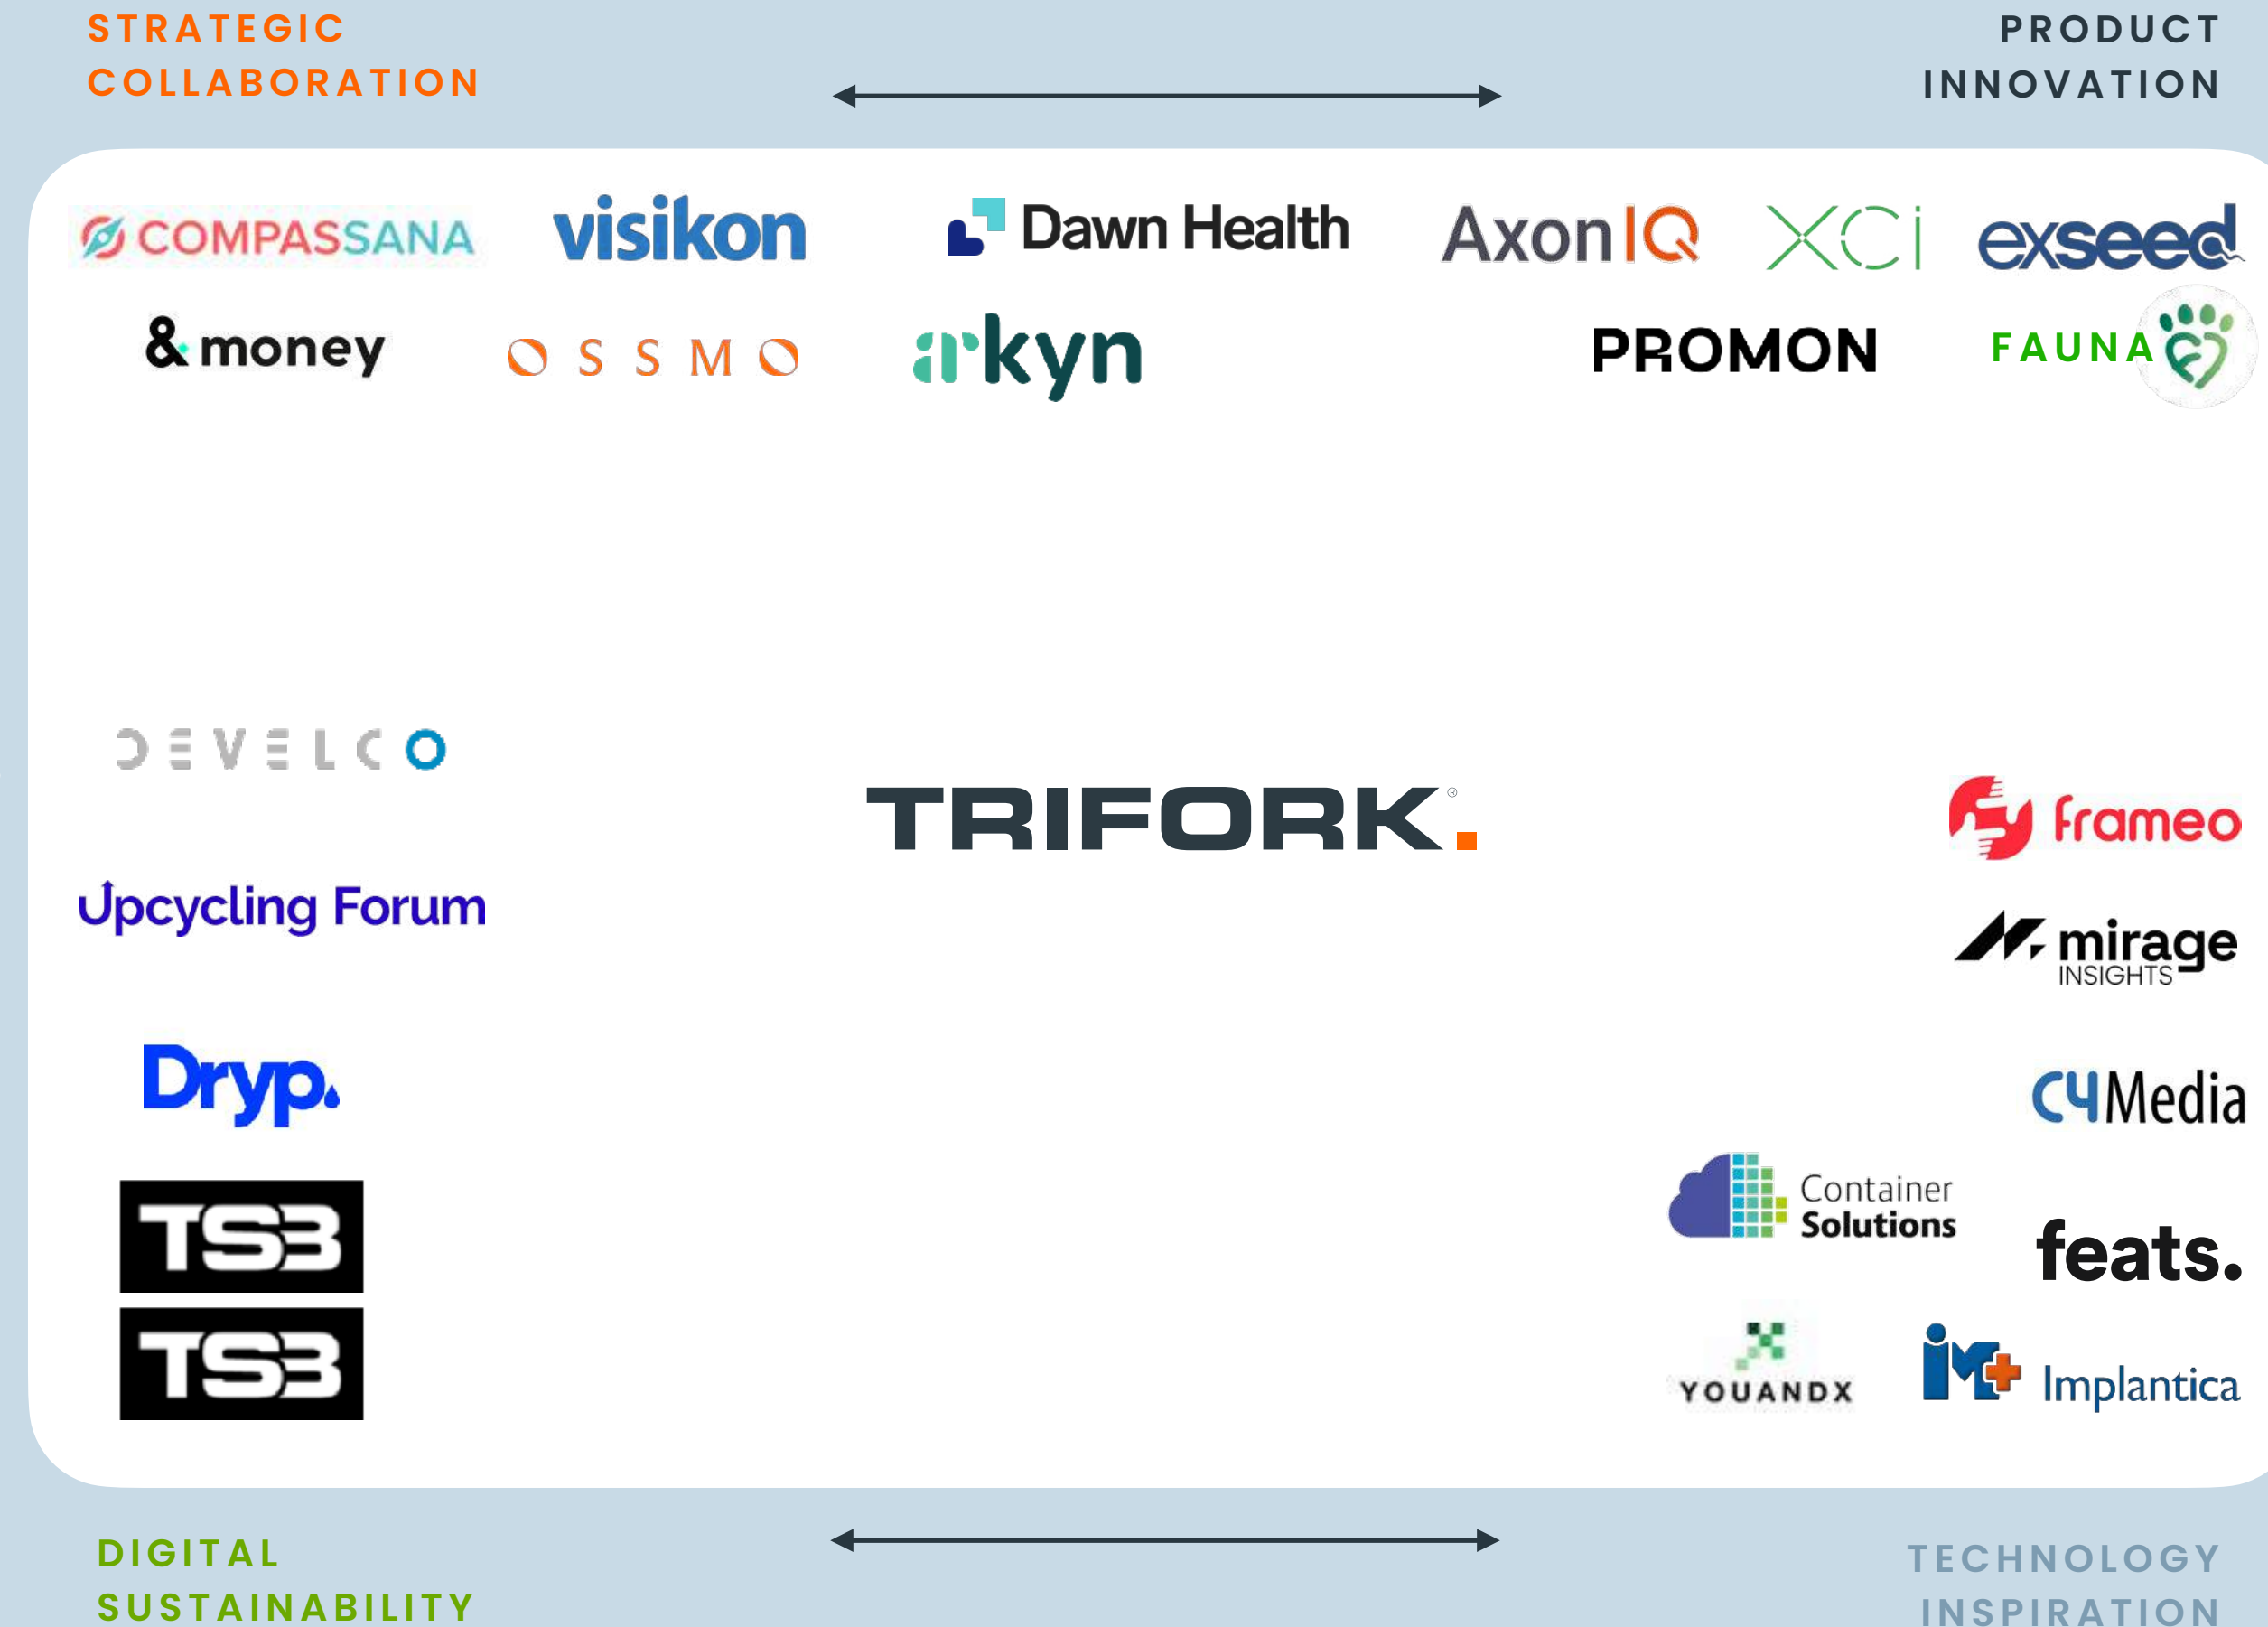 STRATEGIC
COLLABORATION
PRODUCT
INNOVATION
COMPASSANA
visikon
Dawn Health
AxonIQ
XCi
exseed
& money
OSSMO
arkyn
PROMON
FAUNA
DEVELCO
TRIFORK.®
frameo
Upcycling Forum
mirage
INSIGHTS
Dryp.
C4Media
TS3
Container
Solutions
feats.
TS3
YOUANDX
im+ Implantica
DIGITAL
SUSTAINABILITY
TECHNOLOGY
INSPIRATION